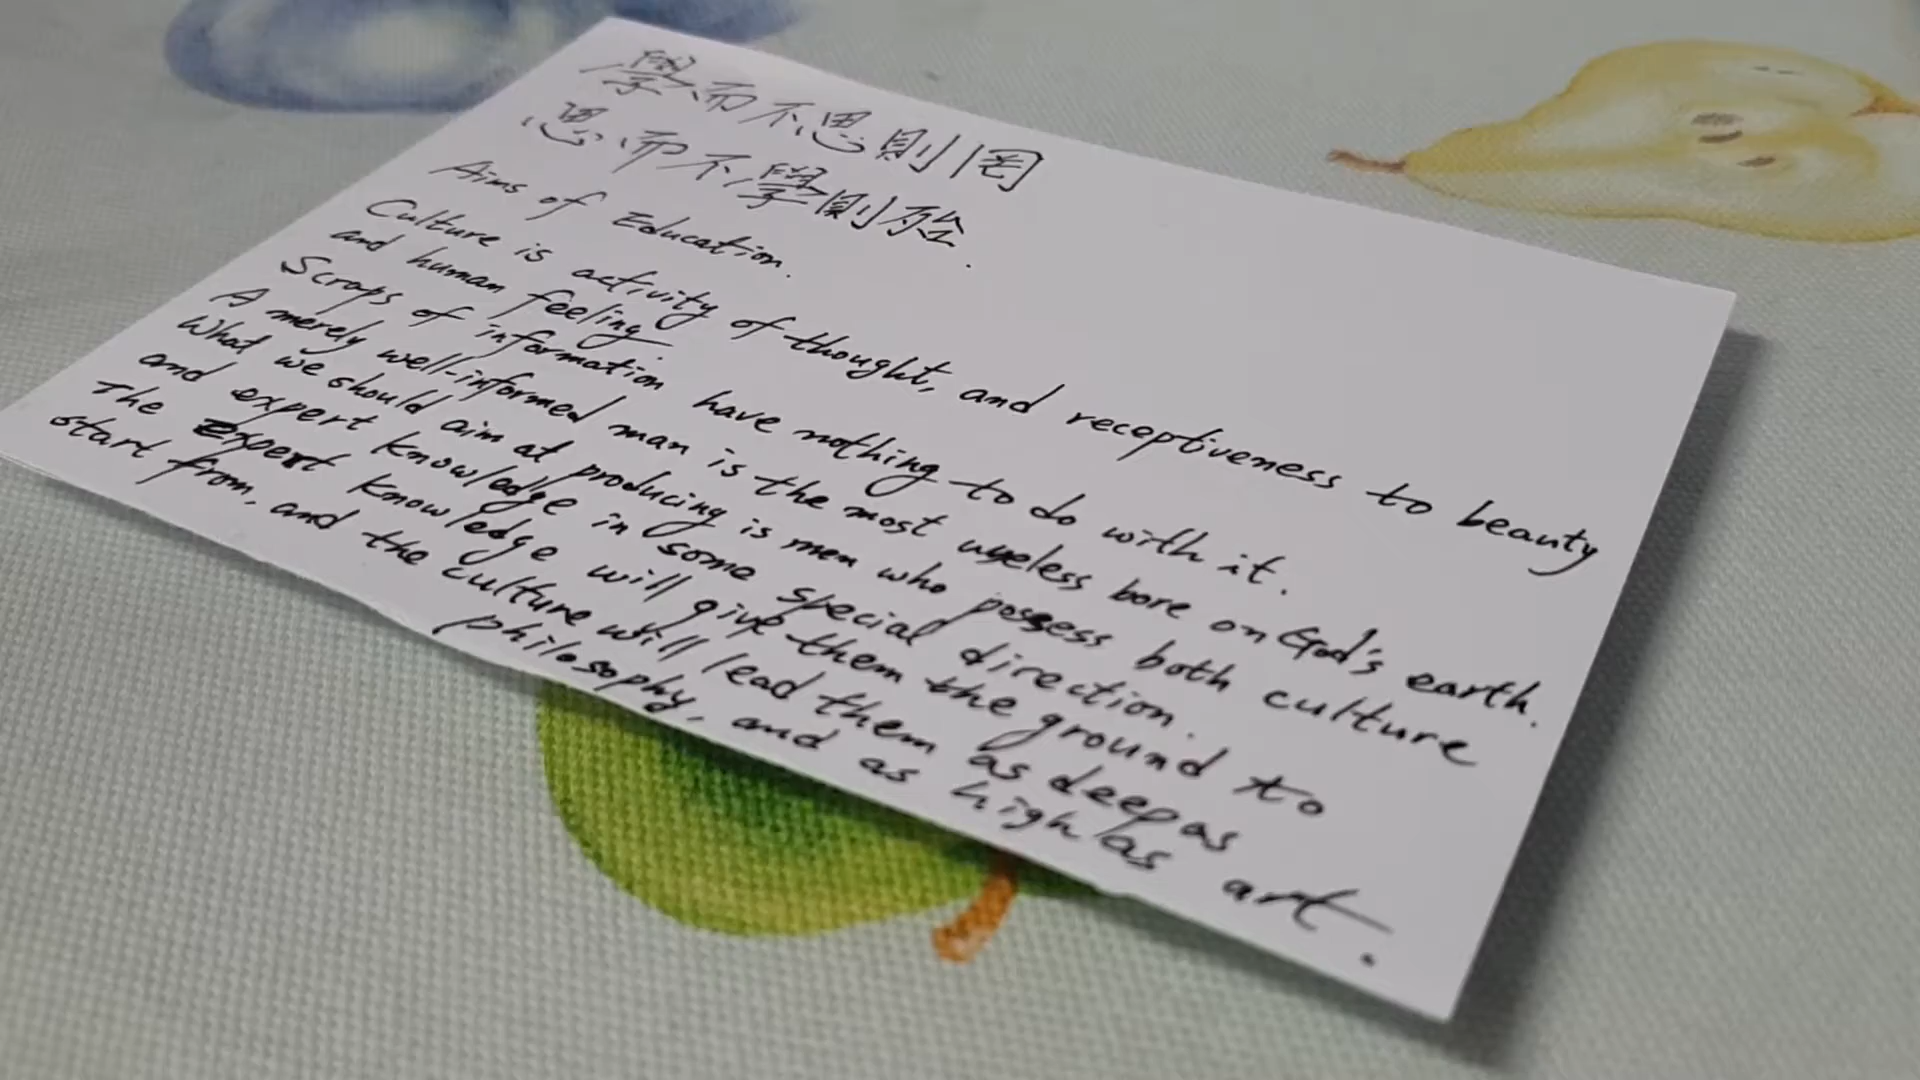 學而不思則罔
思而不學則殆.
Aims of Education.
Culture is activity of thought, and receptiveness to beauty
and human feeling.
Scraps of information have nothing to do with it.
A merely well-informed man is the most useless bore on God's earth.
What we should aim at producing is men who possess both culture
and expert knowledge in some special direction.
The Expert knowledge will give them the ground to
start from, and the culture will lead them as deep as
philosophy, and as high as art.